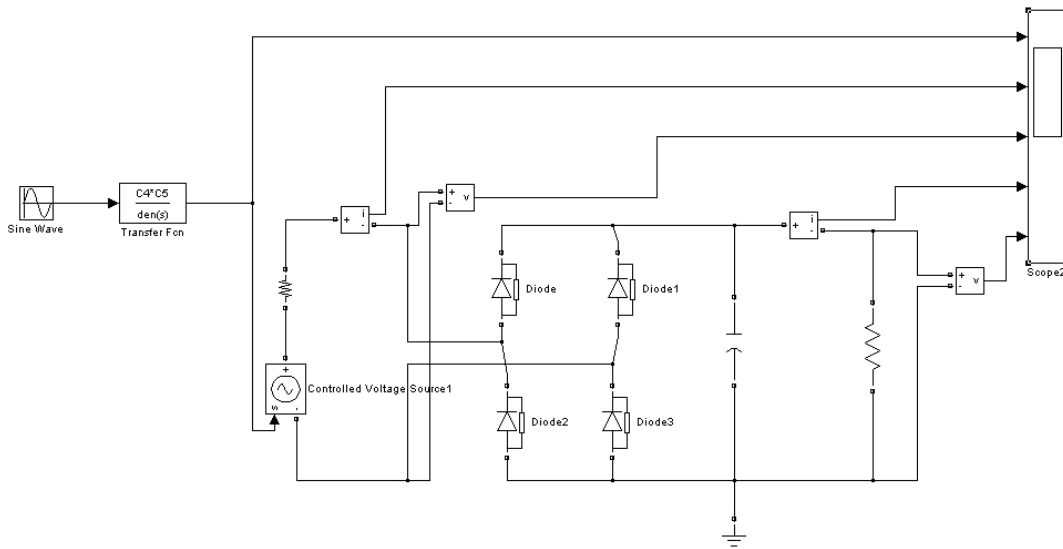 Sine Wave
C4*C5
den(s)
Transfer Fcn
+
i
-
+
-
v
+
i
-
+
-
v
Scope2
Diode
Diode1
+
s
-
Controlled Voltage Source1
Diode2
Diode3